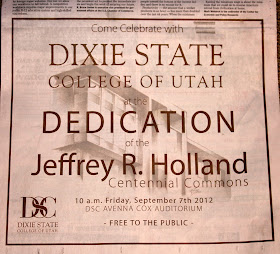 Come Celebrate with
DIXIE STATE
COLLEGE OF UTAH
at the
DEDICATION
of the
Jeffrey R. Holland
Centennial Commons
10 a.m. Friday, September 7th 2012
DSC AVENNA COX AUDITORIUM
- FREE TO THE PUBLIC -
DSC
DIXIE STATE
COLLEGE OF UTAH